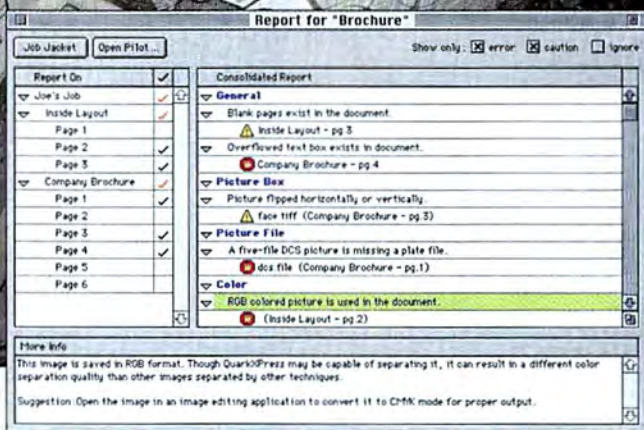 Report for "Brochure"
Job Jacket
Open Pilot...
Show only: error caution ignore
Report On
Joe's Job
Inside Layout
Page 1
Page 2
Page 3
Company Brochure
Page 1
Page 2
Page 3
Page 4
Page 5
Page 6
Consolidated Report
General
Blank pages exist in the document.
Inside Layout - pg.3
Overflowed text box exists in document.
Company Brochure - pg.4
Picture Box
Picture flipped horizontally or vertically.
face tiff (Company Brochure - pg.3)
Picture File
A five-file DCS picture is missing a plate file.
dcs file (Company Brochure - pg.1)
Color
RGB colored picture is used in the document.
(Inside Layout - pg.2)
More Info
This image is saved in RGB format. Though QuarkXPress may be capable of separating it, it can result in a different color
separation quality than other images separated by other techniques.
Suggestion: Open the image in an image editing application to convert it to CMYK mode for proper output.